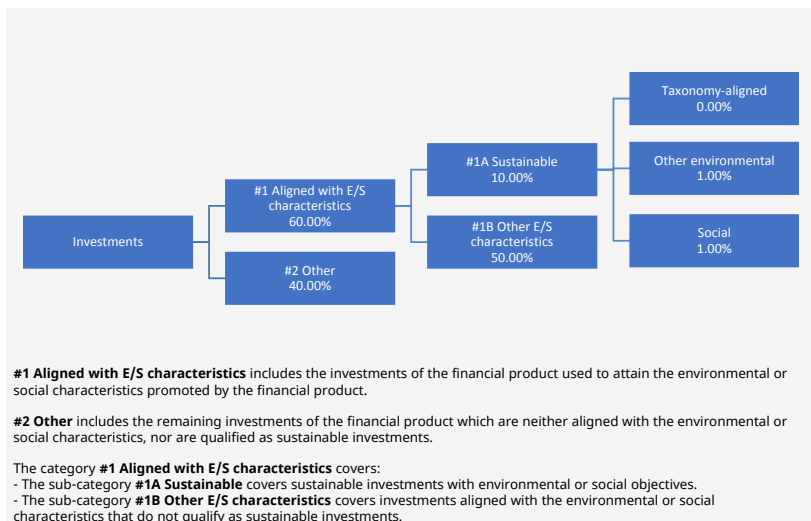 Investments
#1 Aligned with E/S
characteristics
60.00%
#2 Other
40.00%
#1A Sustainable
10.00%
#1B Other E/S
characteristics
50.00%
Taxonomy-aligned
0.00%
Other environmental
1.00%
Social
1.00%
#1 Aligned with E/S characteristics includes the investments of the financial product used to attain the environmental or
social characteristics promoted by the financial product.
#2 Other includes the remaining investments of the financial product which are neither aligned with the environmental or
social characteristics, nor are qualified as sustainable investments.
The category #1 Aligned with E/S characteristics covers:
- The sub-category #1A Sustainable covers sustainable investments with environmental or social objectives.
- The sub-category #1B Other E/S characteristics covers investments aligned with the environmental or social
characteristics that do not qualify as sustainable investments.